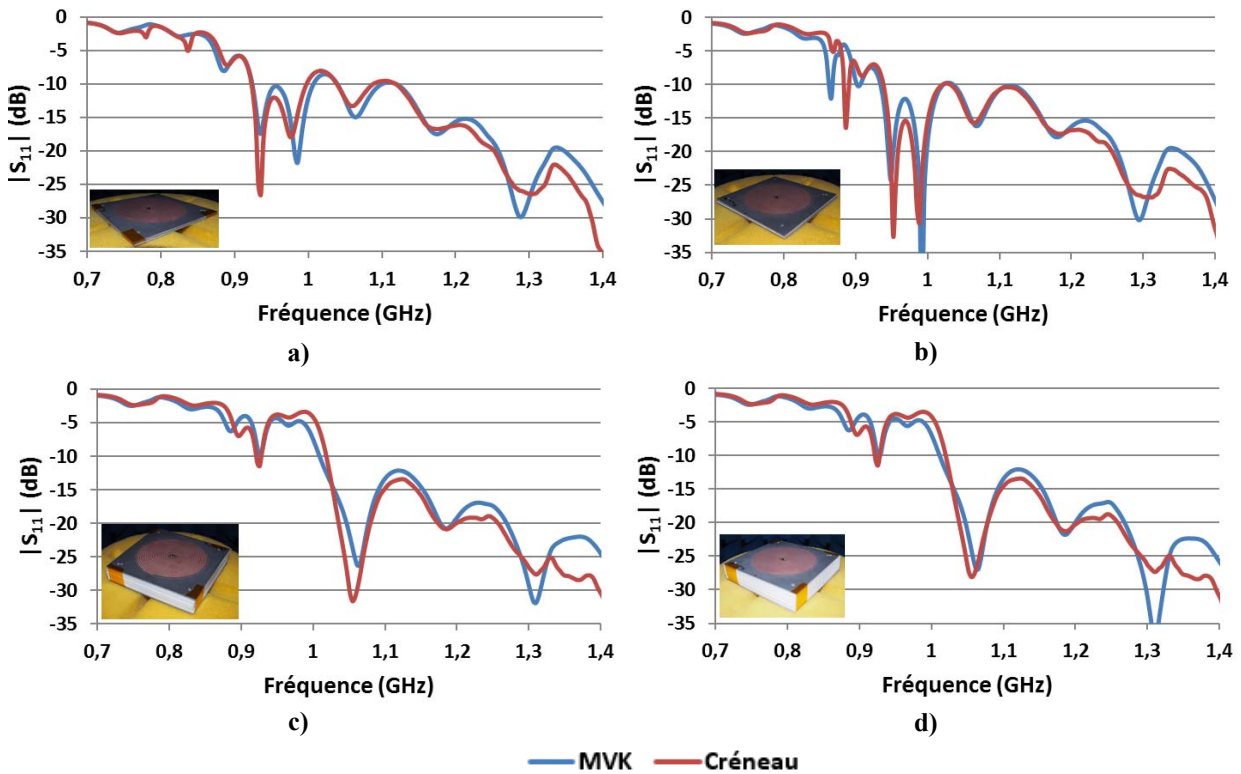 0
-5
-10
-15
-20
-25
-30
-35
|S₁₁| (dB)
0,7 0,8 0,9 1 1,1 1,2 1,3 1,4
Fréquence (GHz)
a)
0
-5
-10
-15
-20
-25
-30
-35
|S₁₁| (dB)
0,7 0,8 0,9 1 1,1 1,2 1,3 1,4
Fréquence (GHz)
b)
0
-5
-10
-15
-20
-25
-30
-35
|S₁₁| (dB)
0,7 0,8 0,9 1 1,1 1,2 1,3 1,4
Fréquence (GHz)
c)
0
-5
-10
-15
-20
-25
-30
-35
|S₁₁| (dB)
0,7 0,8 0,9 1 1,1 1,2 1,3 1,4
Fréquence (GHz)
d)
MVK Créneau